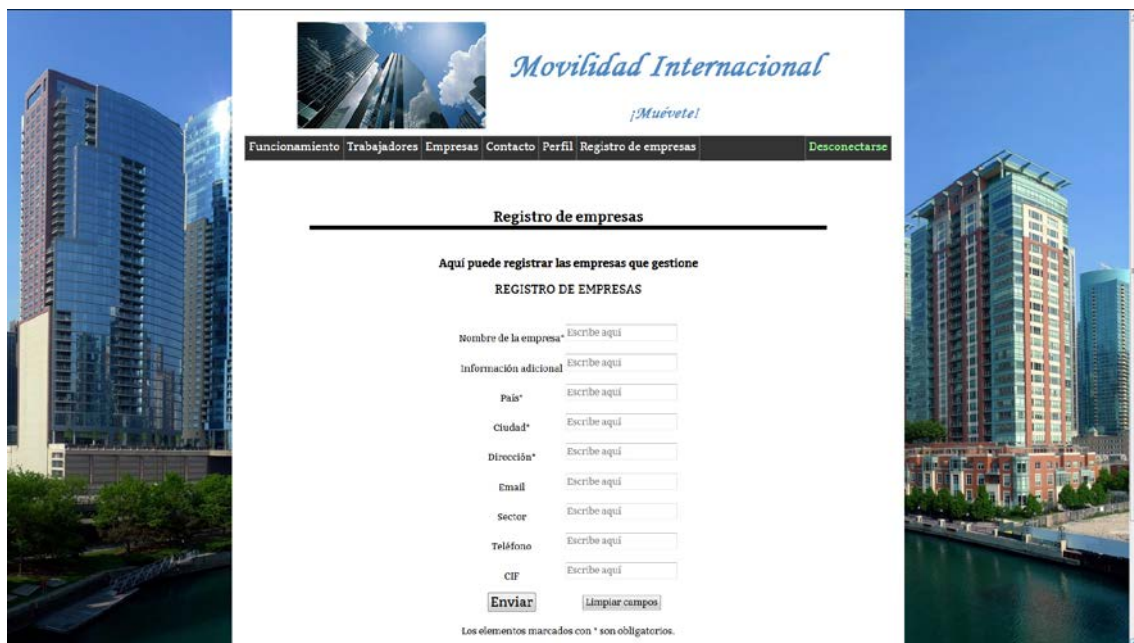 Movilidad Internacional
¡Muévete!
Funcionamiento Trabajadores Empresas Contacto Perfil Registro de empresas Desconectarse
Registro de empresas
Aquí puede registrar las empresas que gestione
REGISTRO DE EMPRESAS
Nombre de la empresa* Escribe aquí
Información adicional Escribe aquí
País* Escribe aquí
Ciudad* Escribe aquí
Dirección* Escribe aquí
Email Escribe aquí
Sector Escribe aquí
Teléfono Escribe aquí
CIF Escribe aquí
Enviar Limpiar campos
Los elementos marcados con * son obligatorios.